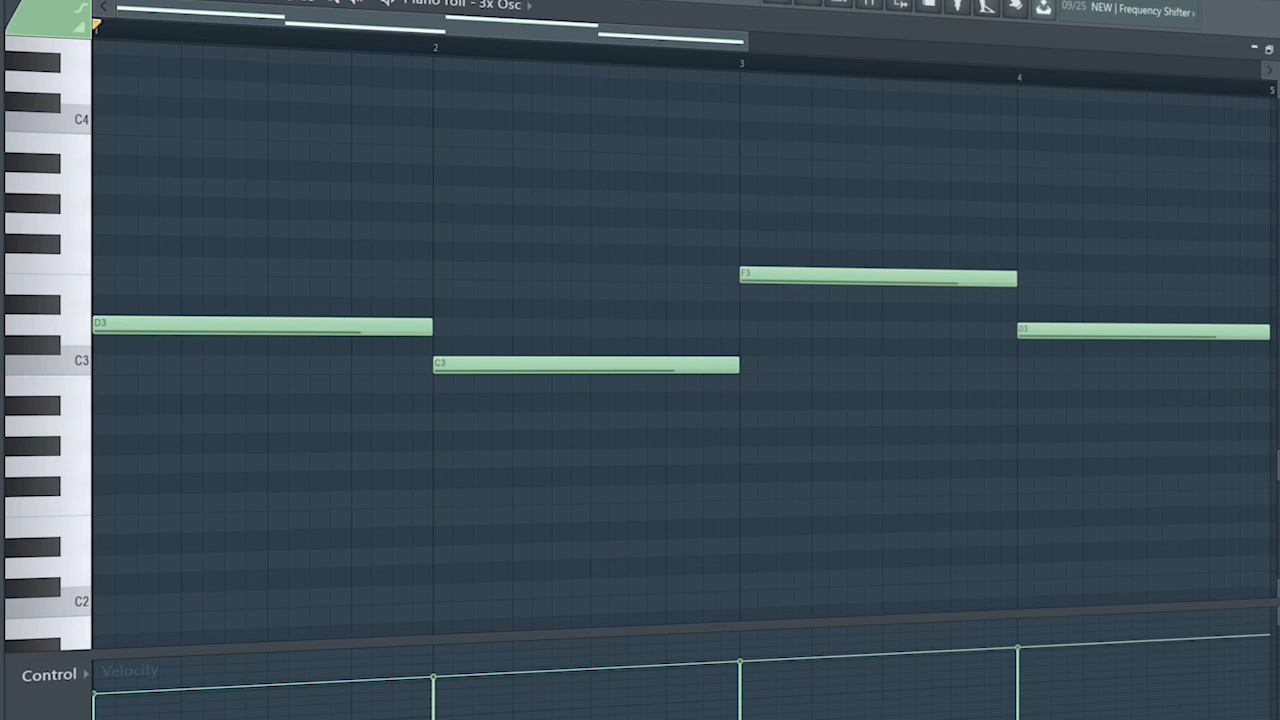 Piano roll - 3x Osc
09/25 NEW | Frequency Shifter
2
3
4
5
C4
F3
D3
D3
C3
C3
C2
Control
Velocity